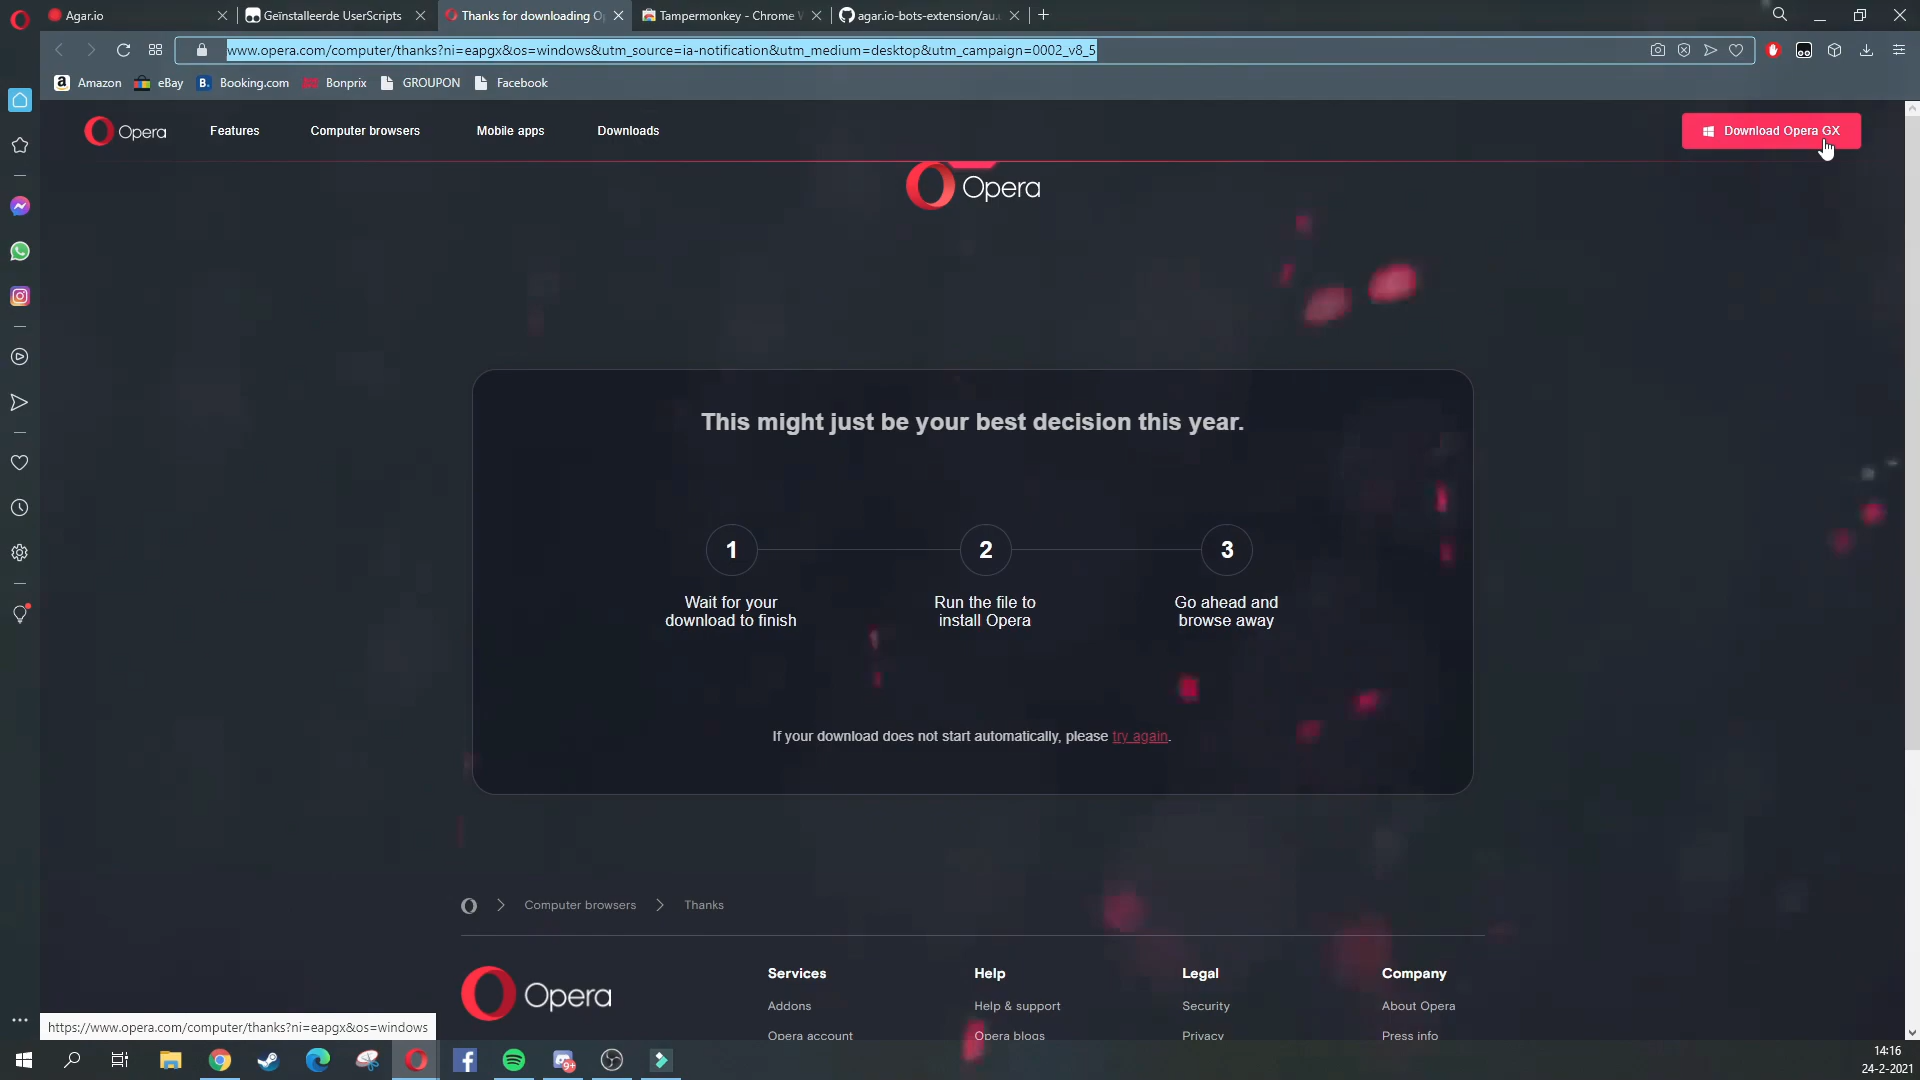 Agar.io
Geïnstalleerde UserScripts
Thanks for downloading O
Tampermonkey - Chrome W
agar.io-bots-extension/au.u
www.opera.com/computer/thanks?ni=eapgx&os=windows&utm_source=ia-notification&utm_medium=desktop&utm_campaign=0002_v8_5
Amazon
eBay
B. Booking.com
Bonprix
GROUPON
Facebook
Opera
Features
Computer browsers
Mobile apps
Downloads
Download Opera GX
Opera
This might just be your best decision this year.
1
Wait for your
download to finish
2
Run the file to
install Opera
3
Go ahead and
browse away
If your download does not start automatically, please try again.
Computer browsers
Thanks
Opera
Services
Addons
Opera account
Help
Help & support
Opera blogs
Legal
Security
Privacy
Company
About Opera
Press info
https://www.opera.com/computer/thanks?ni=eapgx&os=windows
9+
14:16
24-2-2021